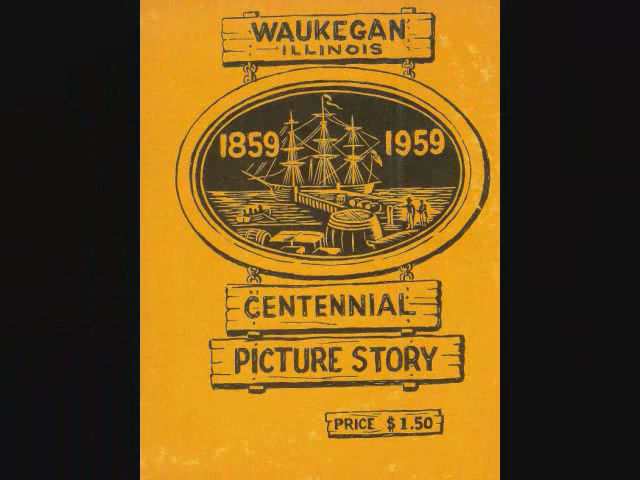 WAUKEGAN
ILLINOIS
1859 1959
CENTENNIAL
PICTURE STORY
PRICE $1.50